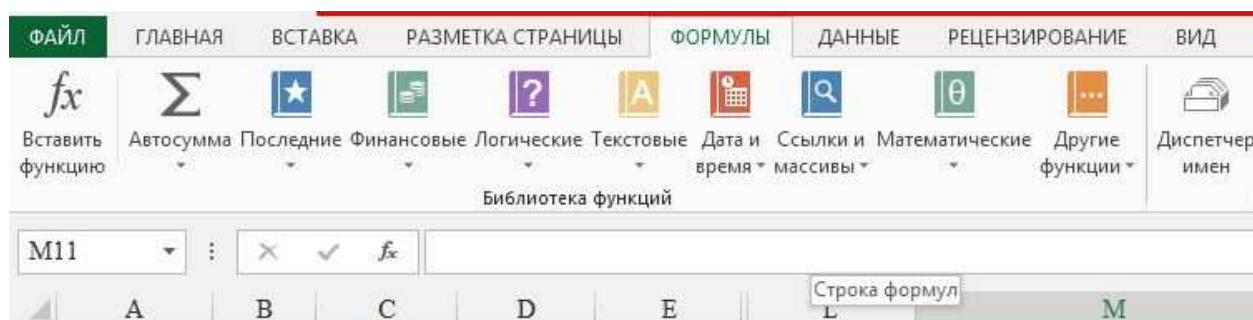 ФАЙЛ ГЛАВНАЯ ВСТАВКА РАЗМЕТКА СТРАНИЦЫ ФОРМУЛЫ ДАННЫЕ РЕЦЕНЗИРОВАНИЕ ВИД
fx Σ ? A θ ...
Вставить Автосумма Последние Финансовые Логические Текстовые Дата и Ссылки и Математические Другие Диспетчер
функцию время массивы функции имен
Библиотека функций
M11 fx
Строка формул
A B C D E L M